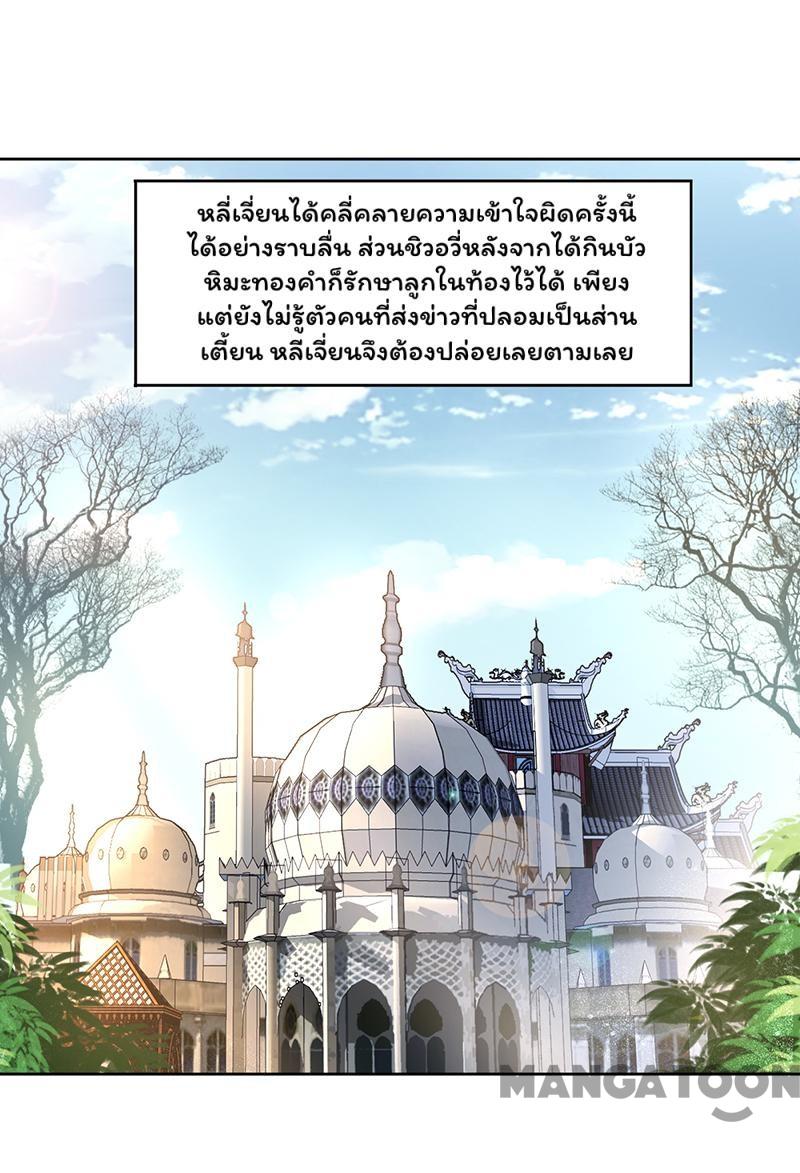 หลี่เจี่ยนได้คลี่คลายความเข้าใจผิดครั้งนี้
ได้อย่างราบลื่น ส่วนชิวอวี่หลังจากได้กินบัว
หิมะทองคำก็รักษาลูกในท้องไว้ได้ เพียง
แต่ยังไม่รู้ตัวคนที่ส่งข่าวที่ปลอมเป็นส่าน
เตี้ยน หลีเจี่ยนจึงต้องปล่อยเลยตามเลย
MANGATOON